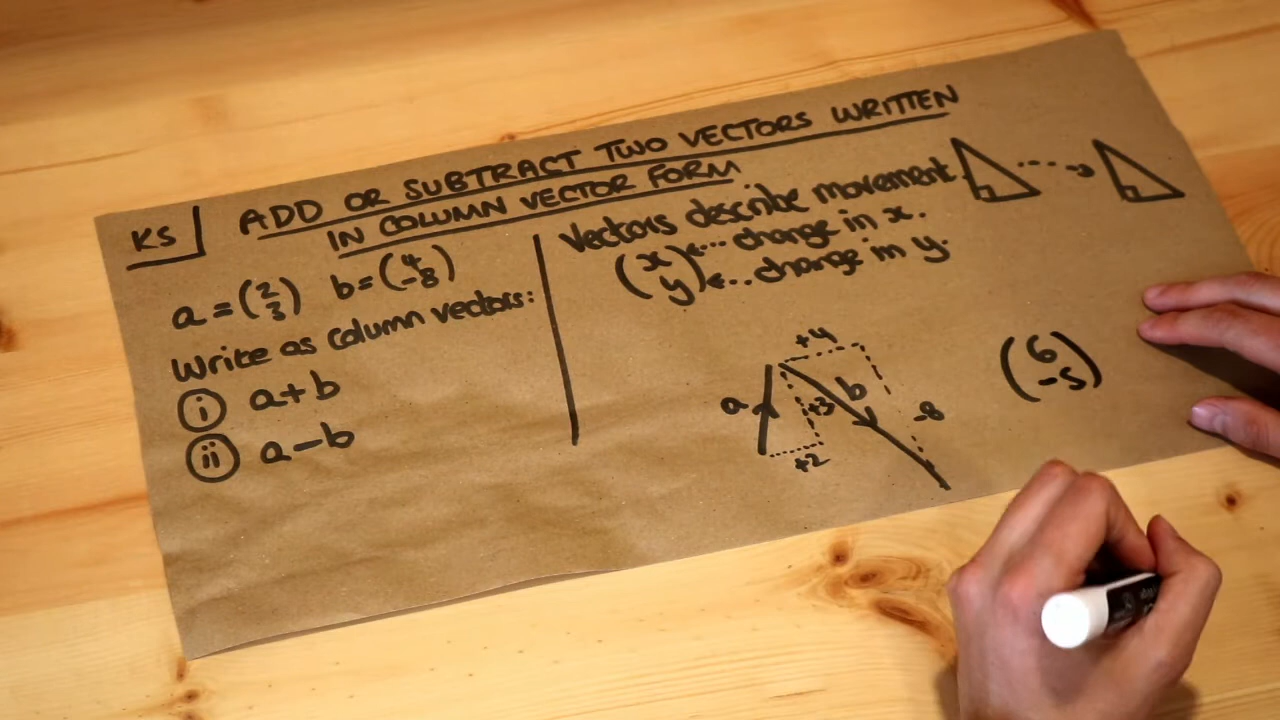 KS
ADD OR SUBTRACT TWO VECTORS WRITTEN
IN COLUMN VECTOR FORM
a = (2 3) b = (4 -8)
Write as column vectors:
i a+b
ii a-b
Vectors describe movement.
(x y) change in x.
change in y.
+4
a
+3
b
-8
+2
(6 -5)